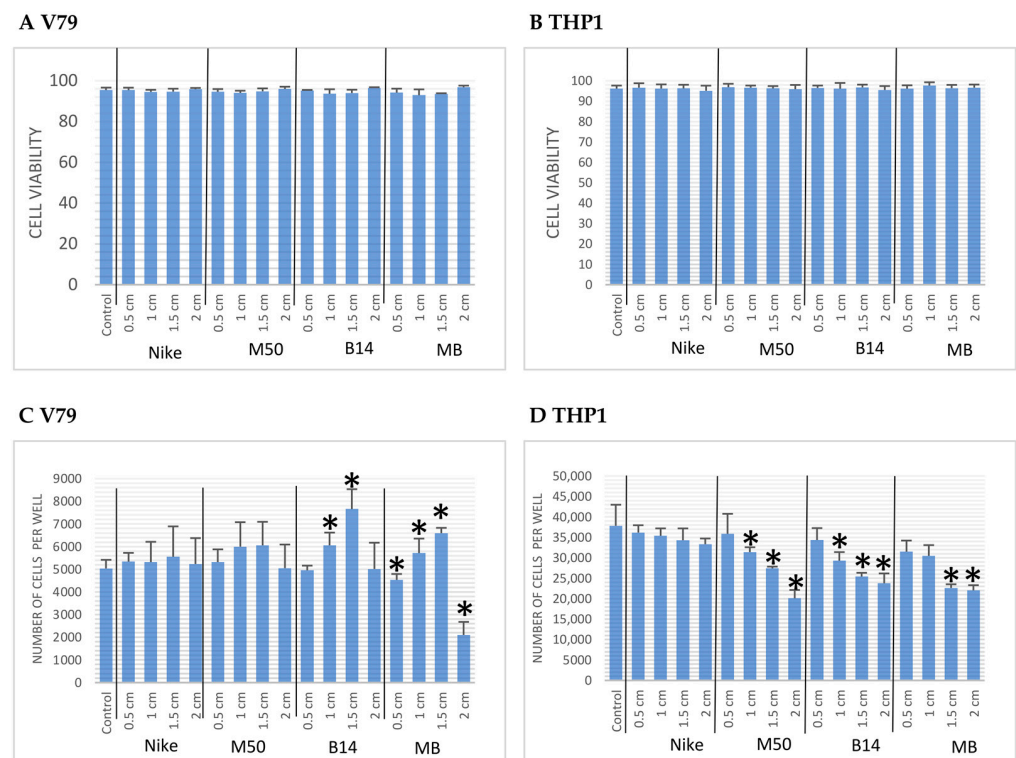 A V79
B THP1
100
80
60
40
20
0
CELL VIABILITY
Control
0.5 cm
1 cm
1.5 cm
2 cm
0.5 cm
1 cm
1.5 cm
2 cm
0.5 cm
1 cm
1.5 cm
2 cm
0.5 cm
1 cm
1.5 cm
2 cm
Nike
M50
B14
MB
100
90
80
70
60
50
40
30
20
10
0
CELL VIABILITY
Control
0.5 cm
1 cm
1.5 cm
2 cm
0.5 cm
1 cm
1.5 cm
2 cm
0.5 cm
1 cm
1.5 cm
2 cm
0.5 cm
1 cm
1.5 cm
2 cm
Nike
M50
B14
MB
C V79
D THP1
9000
8000
7000
6000
5000
4000
3000
2000
1000
0
NUMBER OF CELLS PER WELL
* * * * * *
Control
0.5 cm
1 cm
1.5 cm
2 cm
0.5 cm
1 cm
1.5 cm
2 cm
0.5 cm
1 cm
1.5 cm
2 cm
0.5 cm
1 cm
1.5 cm
2 cm
Nike
M50
B14
MB
50,000
45,000
40,000
35,000
30,000
25,000
20,000
15,000
10,000
5000
0
NUMBER OF CELLS PER WELL
* * * * * * * *
Control
0.5 cm
1 cm
1.5 cm
2 cm
0.5 cm
1 cm
1.5 cm
2 cm
0.5 cm
1 cm
1.5 cm
2 cm
0.5 cm
1 cm
1.5 cm
2 cm
Nike
M50
B14
MB